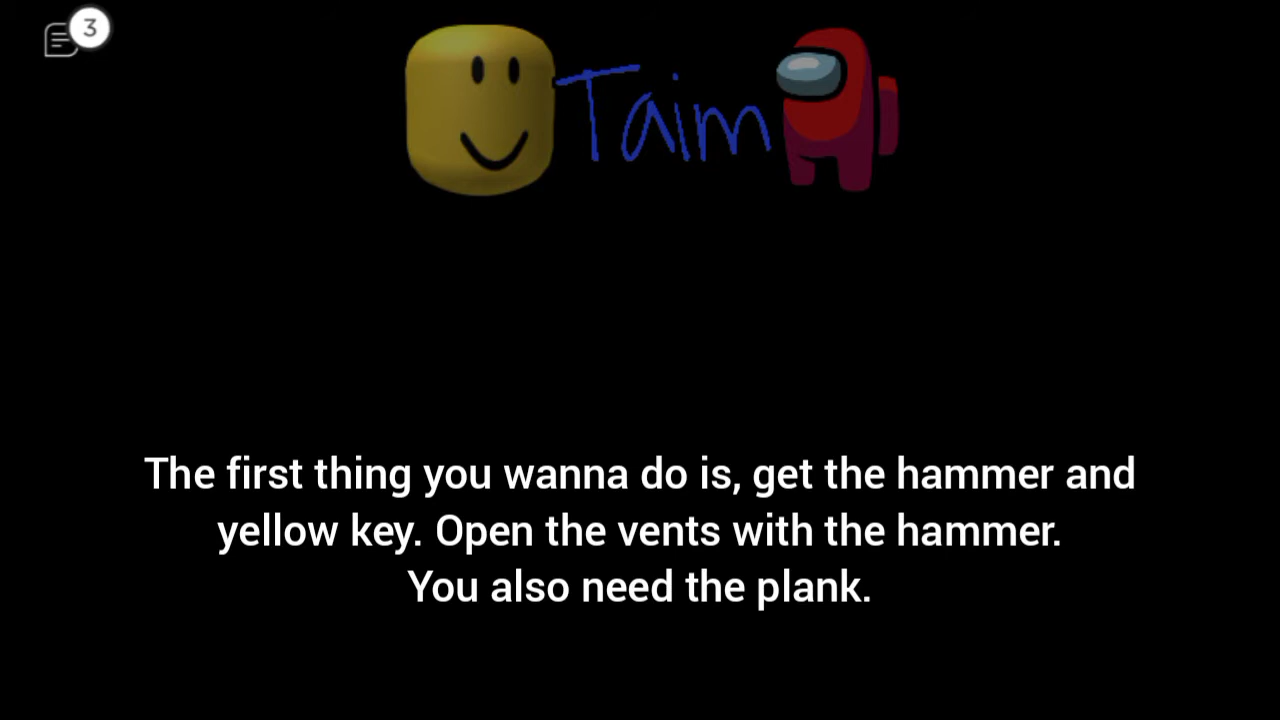 3
Taim
The first thing you wanna do is, get the hammer and
yellow key. Open the vents with the hammer.
You also need the plank.